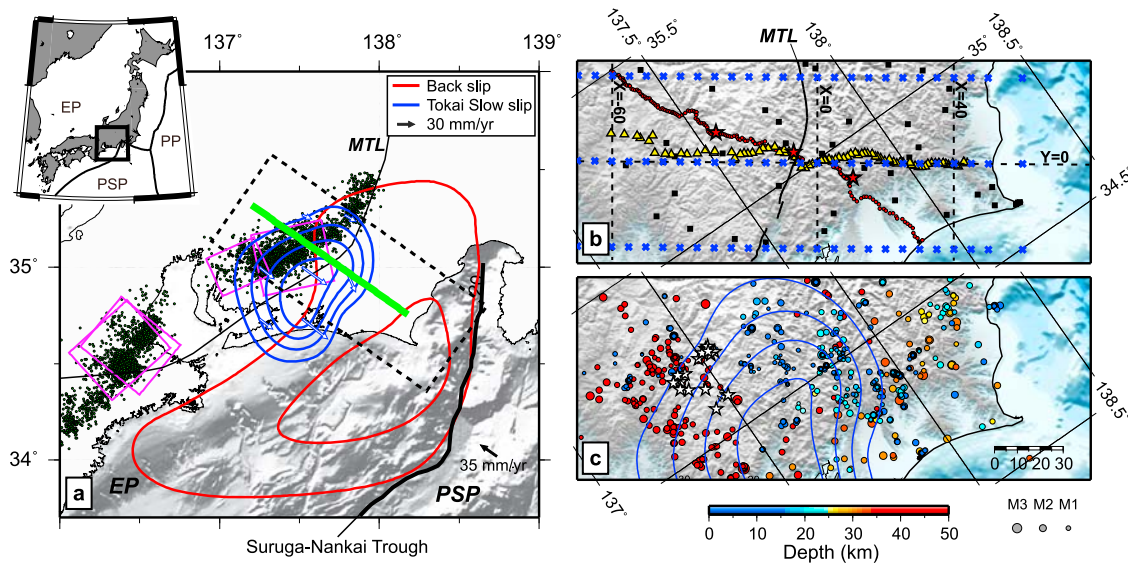 137˚
138˚
139˚
EP
PP
PSP
Back slip
Tokai Slow slip
30 mm/yr
MTL
35˚
34˚
35 mm/yr
a
EP
PSP
Suruga-Nankai Trough
137.5˚
35.5˚
MTL
138˚
35˚
138.5˚
X=-60
X=0
X=40
Y=0
34.5˚
b
c
138.5˚
0 10 20 30
137˚
M3 M2 M1
0 10 20 30 40 50
Depth (km)